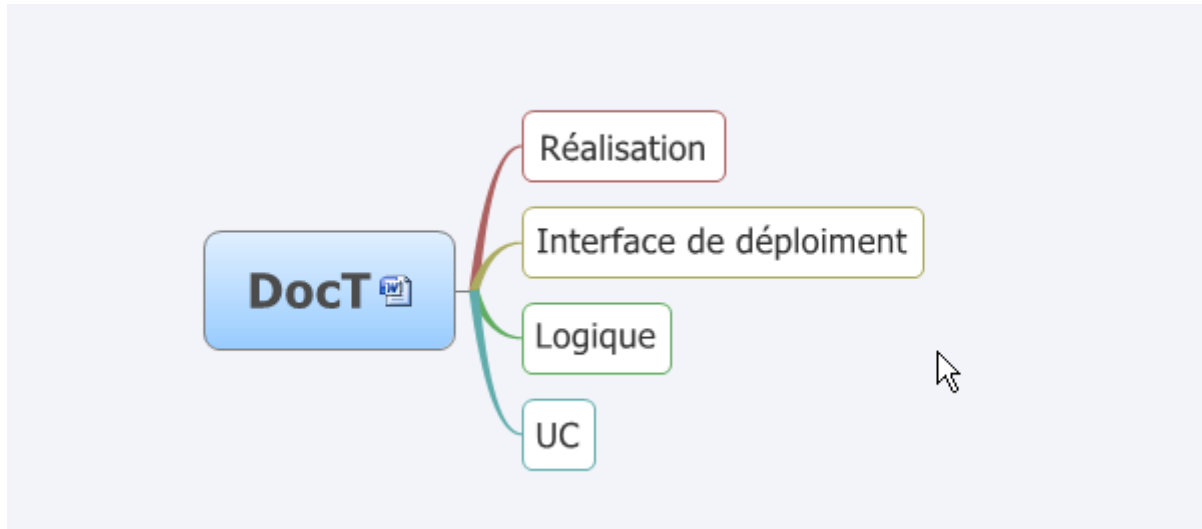 DocT
Réalisation
Interface de déploiment
Logique
UC